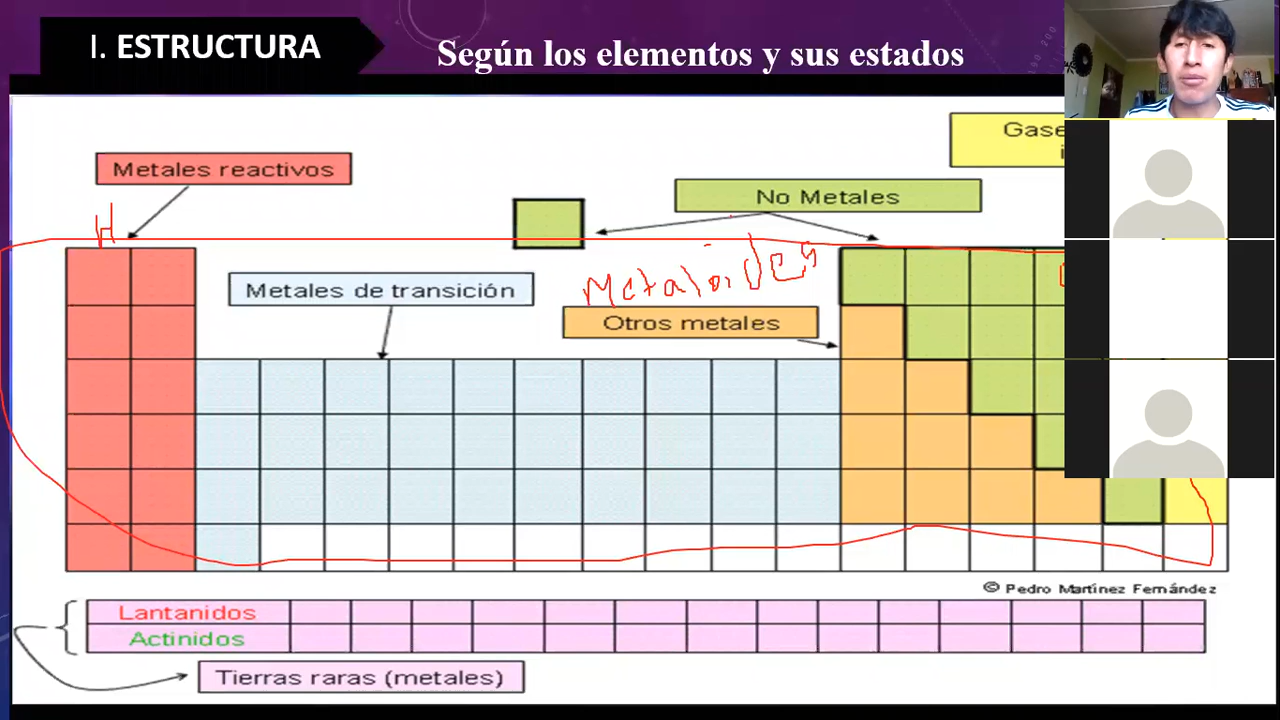 I. ESTRUCTURA
Según los elementos y sus estados
Metales reactivos
No Metales
H
Metales de transición
Metaloides
Otros metales
© Pedro Martínez Fernández
Lantanidos
Actinidos
Tierras raras (metales)